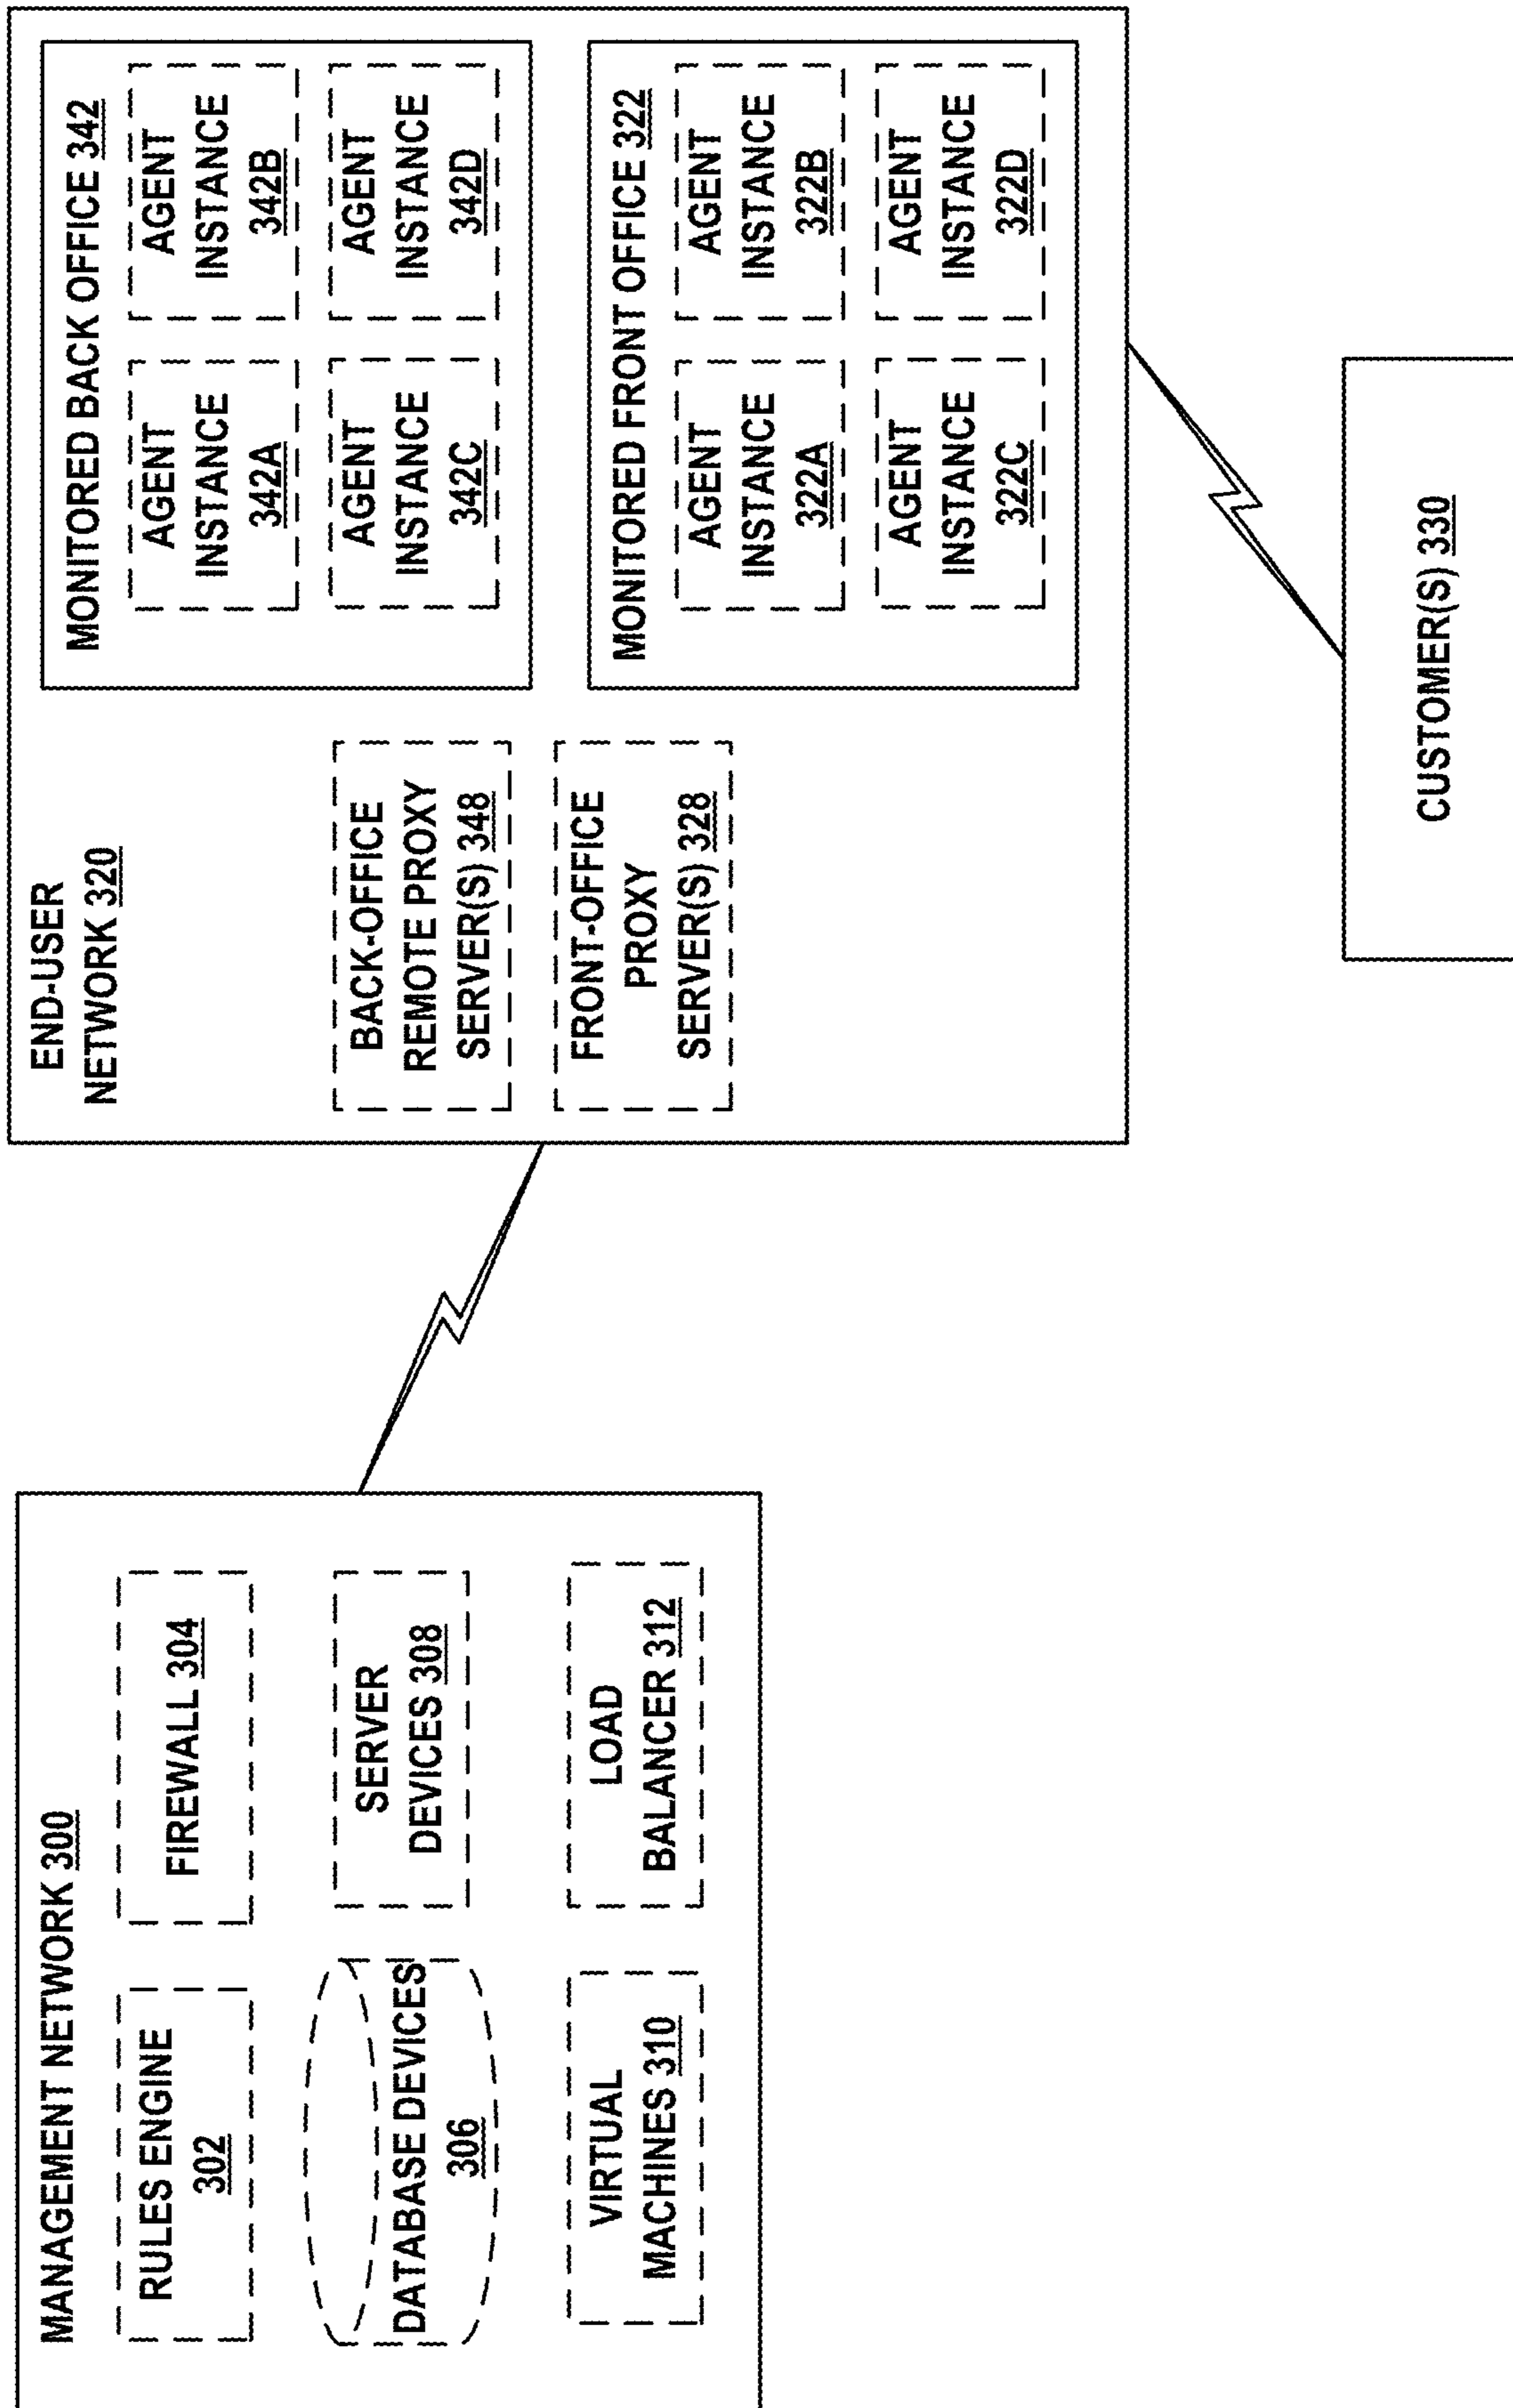 MANAGEMENT NETWORK 300
RULES ENGINE
302
FIREWALL 304
DATABASE DEVICES
306
SERVER
DEVICES 308
VIRTUAL
MACHINES 310
LOAD
BALANCER 312
END-USER
NETWORK 320
BACK-OFFICE
REMOTE PROXY
SERVER(S) 348
FRONT-OFFICE
PROXY
SERVER(S) 328
MONITORED BACK OFFICE 342
AGENT
INSTANCE
342A
AGENT
INSTANCE
342B
AGENT
INSTANCE
342C
AGENT
INSTANCE
342D
MONITORED FRONT OFFICE 322
AGENT
INSTANCE
322A
AGENT
INSTANCE
322B
AGENT
INSTANCE
322C
AGENT
INSTANCE
322D
CUSTOMER(S) 330